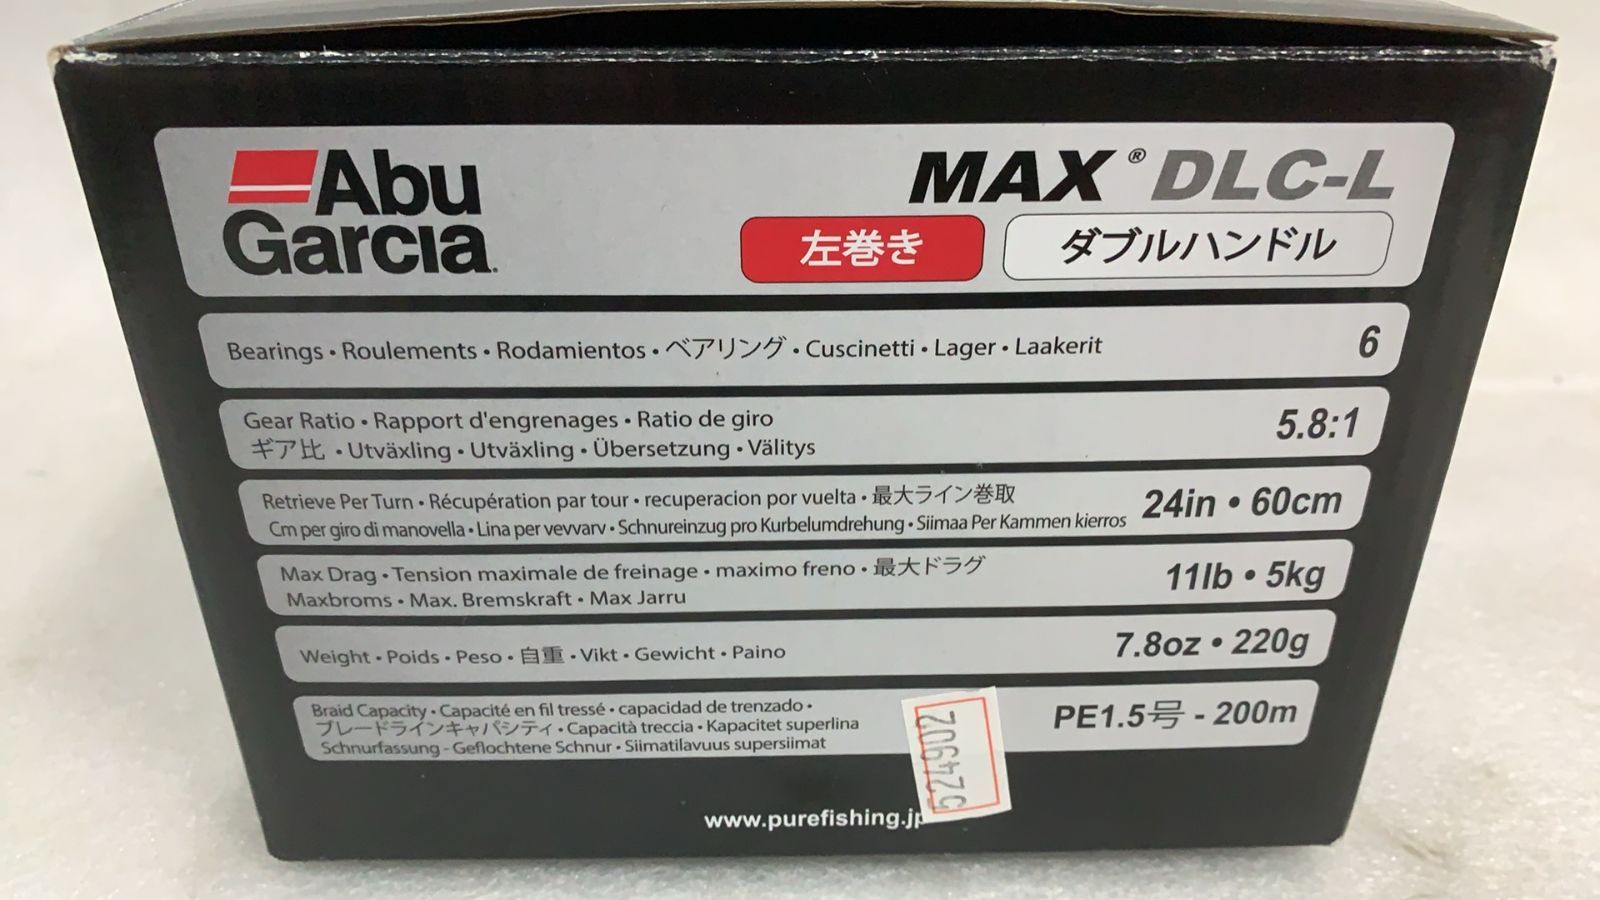 Abu
Garcia
MAX® DLC-L
左巻き
ダブルハンドル
Bearings • Roulements • Rodamientos • ベアリング • Cuscinetti • Lager • Laakerit
6
Gear Ratio • Rapport d'engrenages • Ratio de giro
ギア比 • Utväxling • Utväxling • Übersetzung • Välitys
5.8:1
Retrieve Per Turn • Récupération par tour • recuperacion por vuelta • 最大ライン巻取
Cm per giro di manovella • Lina per vevvarv • Schnureinzug pro Kurbelumdrehung • Siimaa Per Kammen kierros
24in • 60cm
Max Drag • Tension maximale de freinage • maximo freno • 最大ドラグ
Maxbroms • Max. Bremskraft • Max Jarru
11lb • 5kg
Weight • Poids • Peso • 自重 • Vikt • Gewicht • Paino
7.8oz • 220g
Braid Capacity • Capacité en fil tressé • capacidad de trenzado •
ブレードラインキャパシティ • Capacità treccia • Kapacitet superlina
Schnurfassung - Geflochtene Schnur • Siimatilavuus supersiimat
PE1.5号 - 200m
524902
www.purefishing.jp